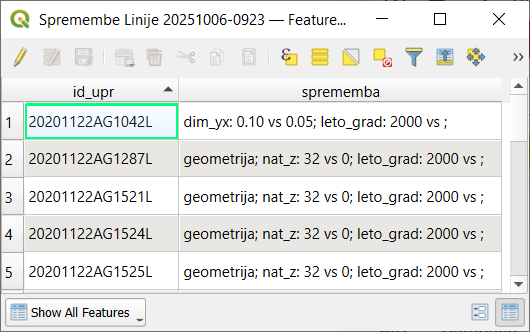 Spremembe Linije 20251006-0923 — Feature...
»
id_upr sprememba
1 20201122AG1042L dim_yx: 0.10 vs 0.05; leto_grad: 2000 vs ;
2 20201122AG1287L geometrija; nat_z: 32 vs 0; leto_grad: 2000 vs ;
3 20201122AG1521L geometrija; nat_z: 32 vs 0; leto_grad: 2000 vs ;
4 20201122AG1524L geometrija; nat_z: 32 vs 0; leto_grad: 2000 vs ;
5 20201122AG1525L geometrija; nat_z: 32 vs 0; leto_grad: 2000 vs ;
Show All Features